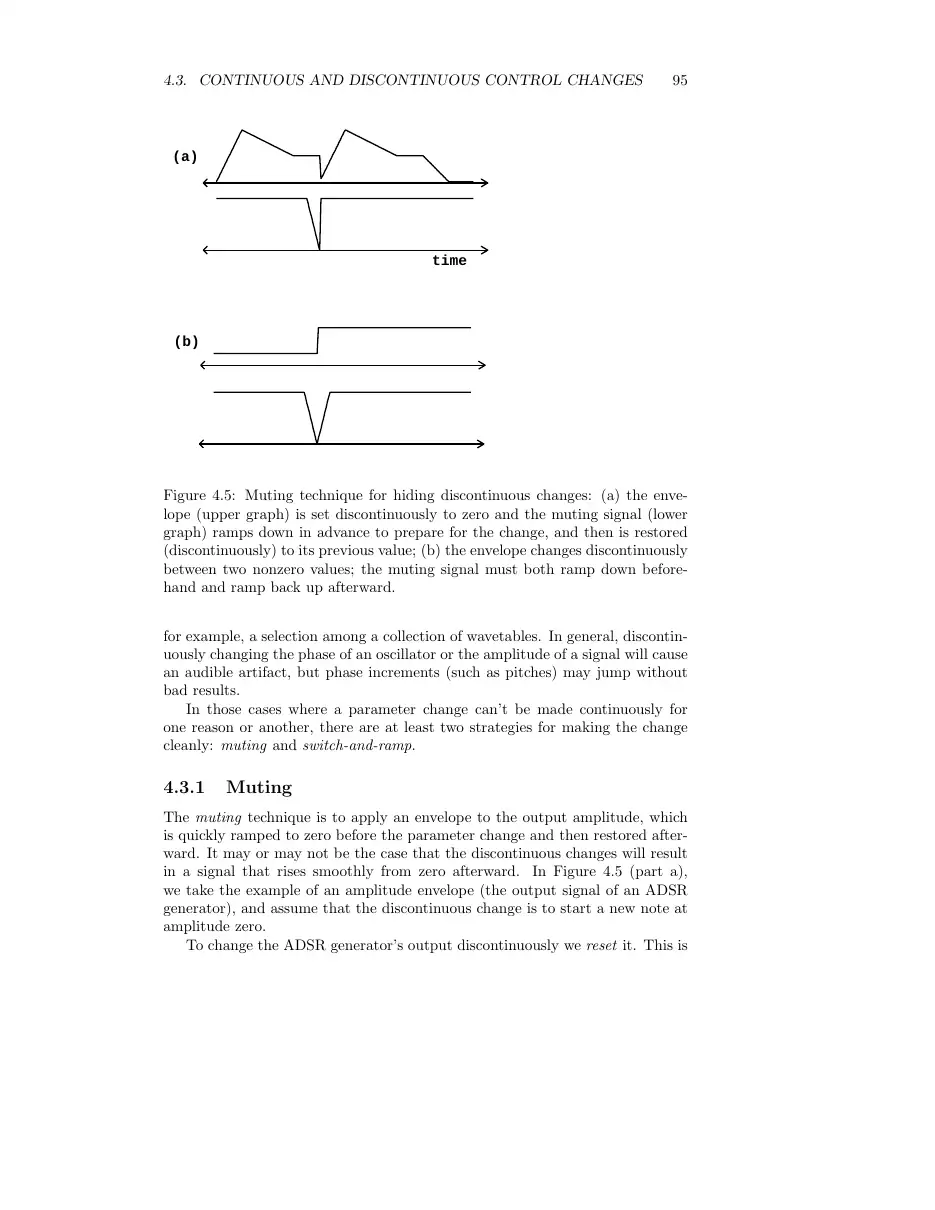 4.3. CONTINUOUS AND DISCONTINUOUS CONTROL CHANGES 95
(a)
time
(b)
Figure 4.5: Muting technique for hiding discontinuous changes: (a) the enve-
lope (upper graph) is set discontinuously to zero and the muting signal (lower
graph) ramps down in advance to prepare for the change, and then is restored
(discontinuously) to its previous value; (b) the envelope changes discontinuously
between two nonzero values; the muting signal must both ramp down before-
hand and ramp back up afterward.
for example, a selection among a collection of wavetables. In general, discontin-
uously changing the phase of an oscillator or the amplitude of a signal will cause
an audible artifact, but phase increments (such as pitches) may jump without
bad results.
In those cases where a parameter change can't be made continuously for
one reason or another, there are at least two strategies for making the change
cleanly: muting and switch-and-ramp.
4.3.1 Muting
The muting technique is to apply an envelope to the output amplitude, which
is quickly ramped to zero before the parameter change and then restored after-
ward. It may or may not be the case that the discontinuous changes will result
in a signal that rises smoothly from zero afterward. In Figure 4.5 (part a),
we take the example of an amplitude envelope (the output signal of an ADSR
generator), and assume that the discontinuous change is to start a new note at
amplitude zero.
To change the ADSR generator's output discontinuously we reset it. This is